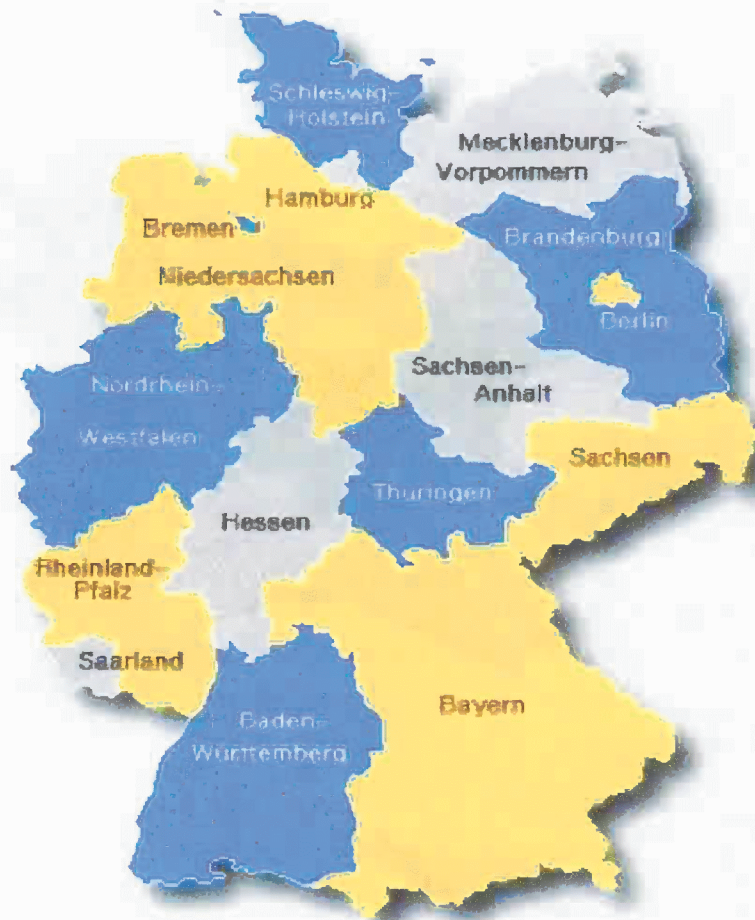 Schleswig-
Holstein
Mecklenburg-
Vorpommern
Hamburg
Bremen
Brandenburg
Niedersachsen
Berlin
Sachsen-
Anhalt
Nordrhein-
Westfalen
Sachsen
Thüringen
Hessen
Rheinland-
Pfalz
Saarland
Bayern
Baden-
Württemberg